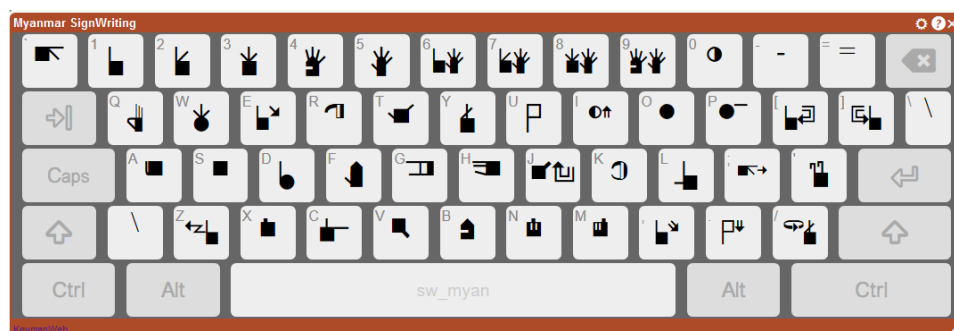 Myanmar SignWriting
` 1 2 3 4 5 6 7 8 9 0 - - = =
Q W E R T Y U I O P [ ] \ \
Caps A S D F G H J K L ; '
\ Z X C V B N M , . /
Ctrl Alt sw_myan Alt Ctrl
KeymanWeb